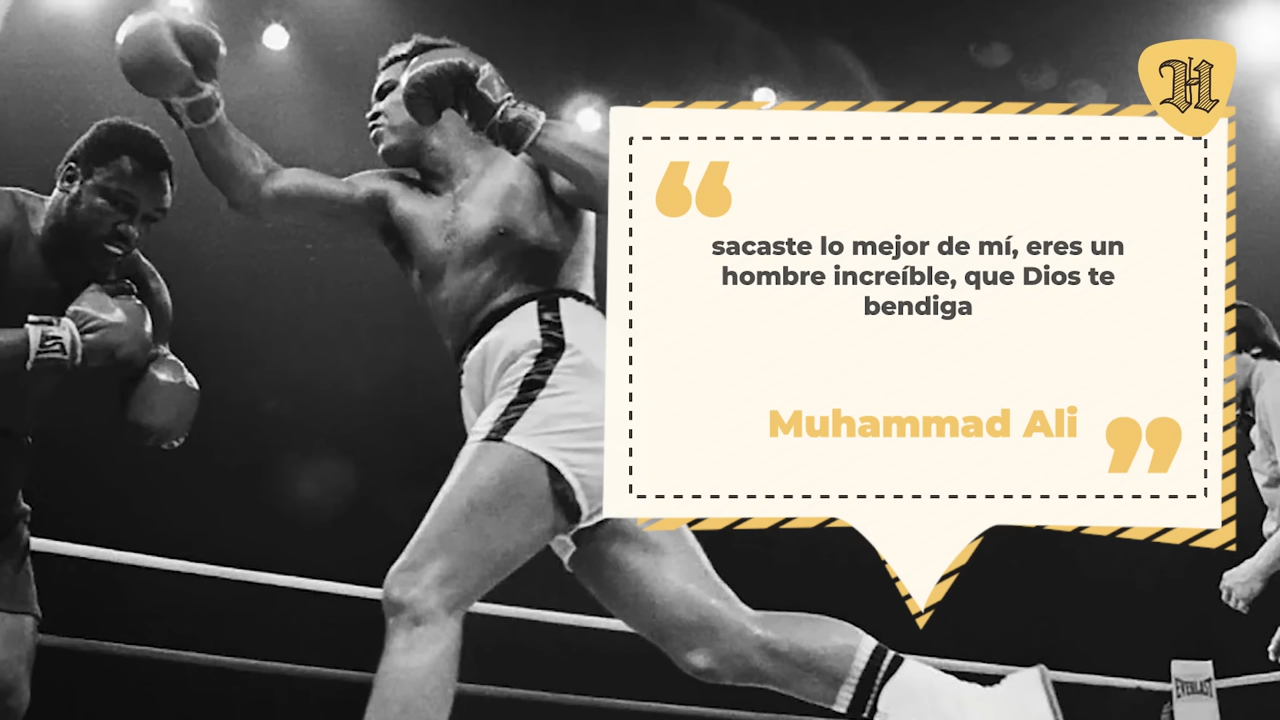 H
sacaste lo mejor de mí, eres un
hombre increíble, que Dios te
bendiga
Muhammad Ali
EVERLAST